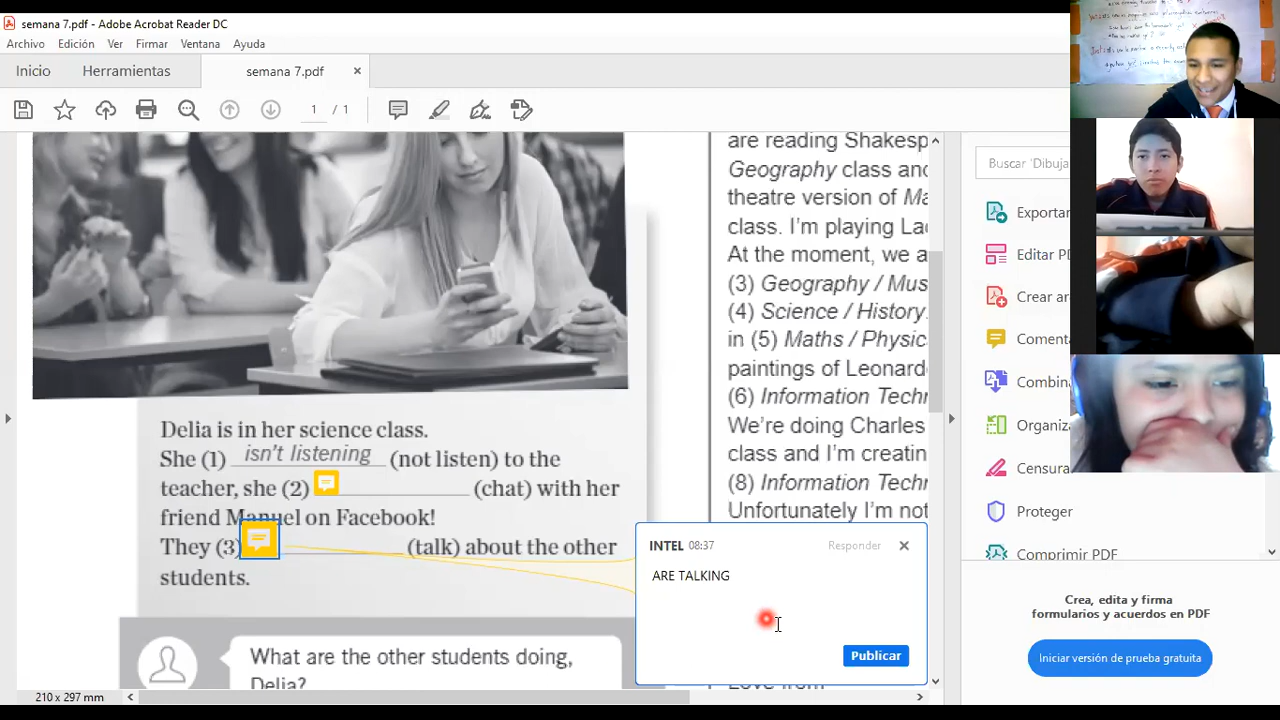 semana 7.pdf - Adobe Acrobat Reader DC
Archivo Edición Ver Firmar Ventana Ayuda
Inicio Herramientas semana 7.pdf ×
1 / 1
Buscar 'Dibuja
Exportar
Editar PD
Crear ar
Comenta
Combina
Organiza
Censura
Proteger
Comprimir PDF
Crea, edita y firma
formularios y acuerdos en PDF
Iniciar versión de prueba gratuita
Delia is in her science class.
She (1) isn't listening (not listen) to the
teacher, she (2) (chat) with her
friend Manuel on Facebook!
They (3) (talk) about the other
students.
What are the other students doing,
Delia?
are reading Shakesp
Geography class and
theatre version of Ma
class. I'm playing Lad
At the moment, we a
(3) Geography / Mus
(4) Science / History
in (5) Maths / Physic
paintings of Leonard
(6) Information Techn
We're doing Charles
class and I'm creatin
(8) Information Techn
Unfortunately I'm not
Love from
INTEL 08:37 Responder ×
ARE TALKING
Publicar
210 x 297 mm